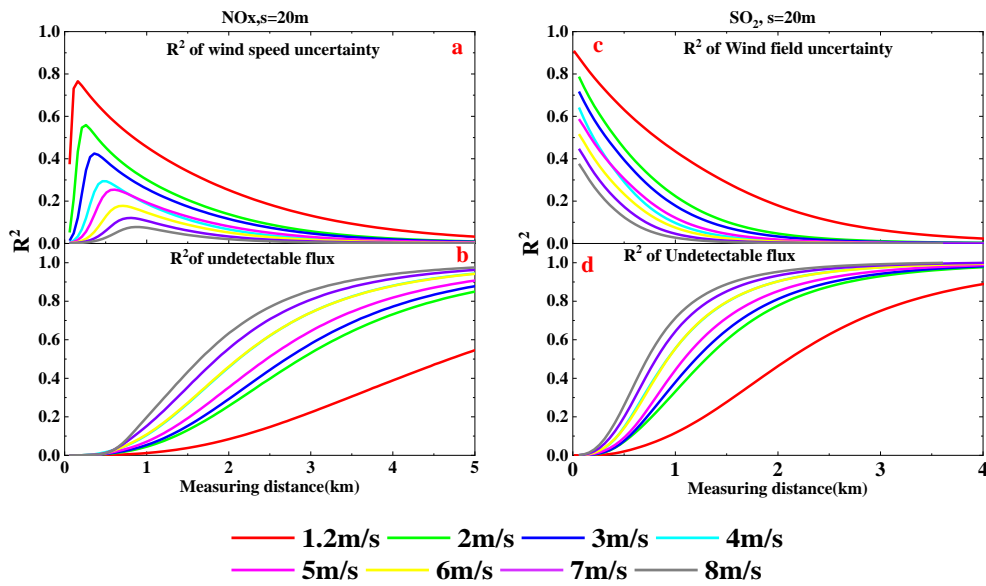 NOx,s=20m
1.0
0.8
0.6
0.4
0.2
0.0
R² of wind speed uncertainty
a
R²
1.0
0.8
0.6
0.4
0.2
0.0
R²of undetectable flux
b
0 1 2 3 4 5
Measuring distance(km)
SO₂, s=20m
1.0
0.8
0.6
0.4
0.2
0.0
c
R² of Wind field uncertainty
R²
1.0
0.8
0.6
0.4
0.2
0.0
d
R² of Undetectable flux
0 1 2 3 4
Measuring distance(km)
1.2m/s 2m/s 3m/s 4m/s
5m/s 6m/s 7m/s 8m/s